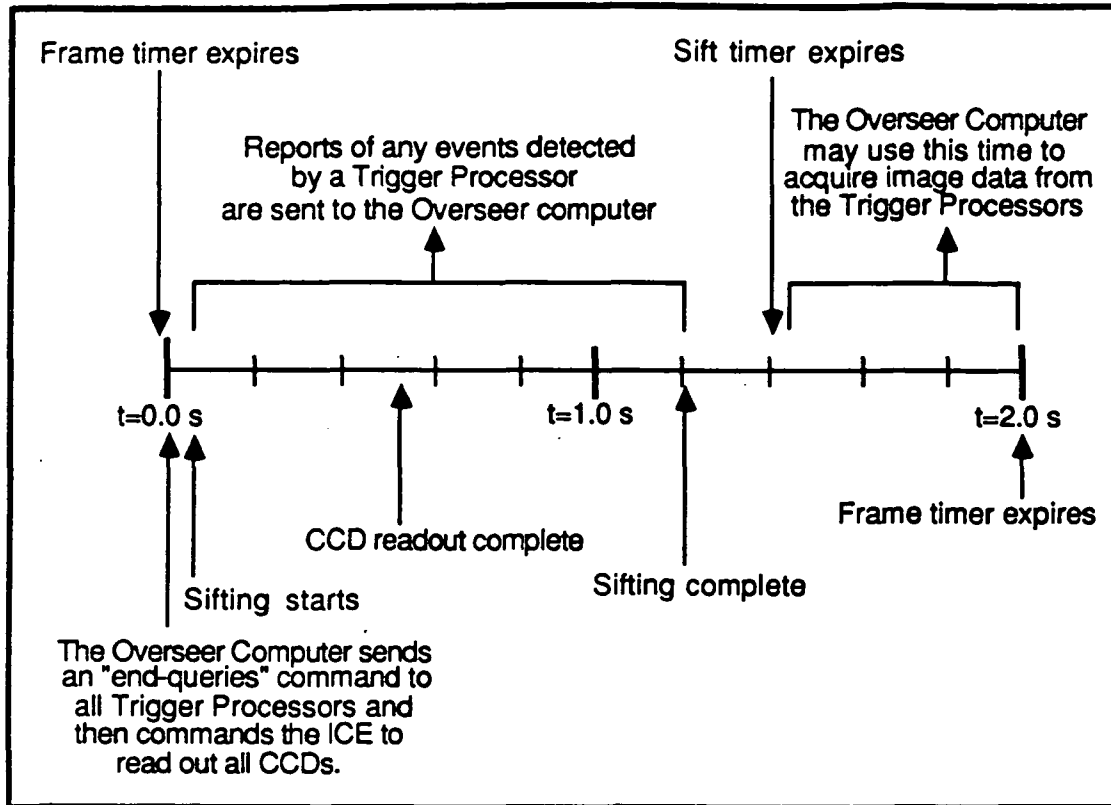 Frame timer expires
Sift timer expires
Reports of any events detected
by a Trigger Processor
are sent to the Overseer computer
The Overseer Computer
may use this time to
acquire image data from
the Trigger Processors
t=0.0 s
t=1.0 s
t=2.0 s
CCD readout complete
Frame timer expires
Sifting starts
Sifting complete
The Overseer Computer sends
an "end-queries" command to
all Trigger Processors and
then commands the ICE to
read out all CCDs.